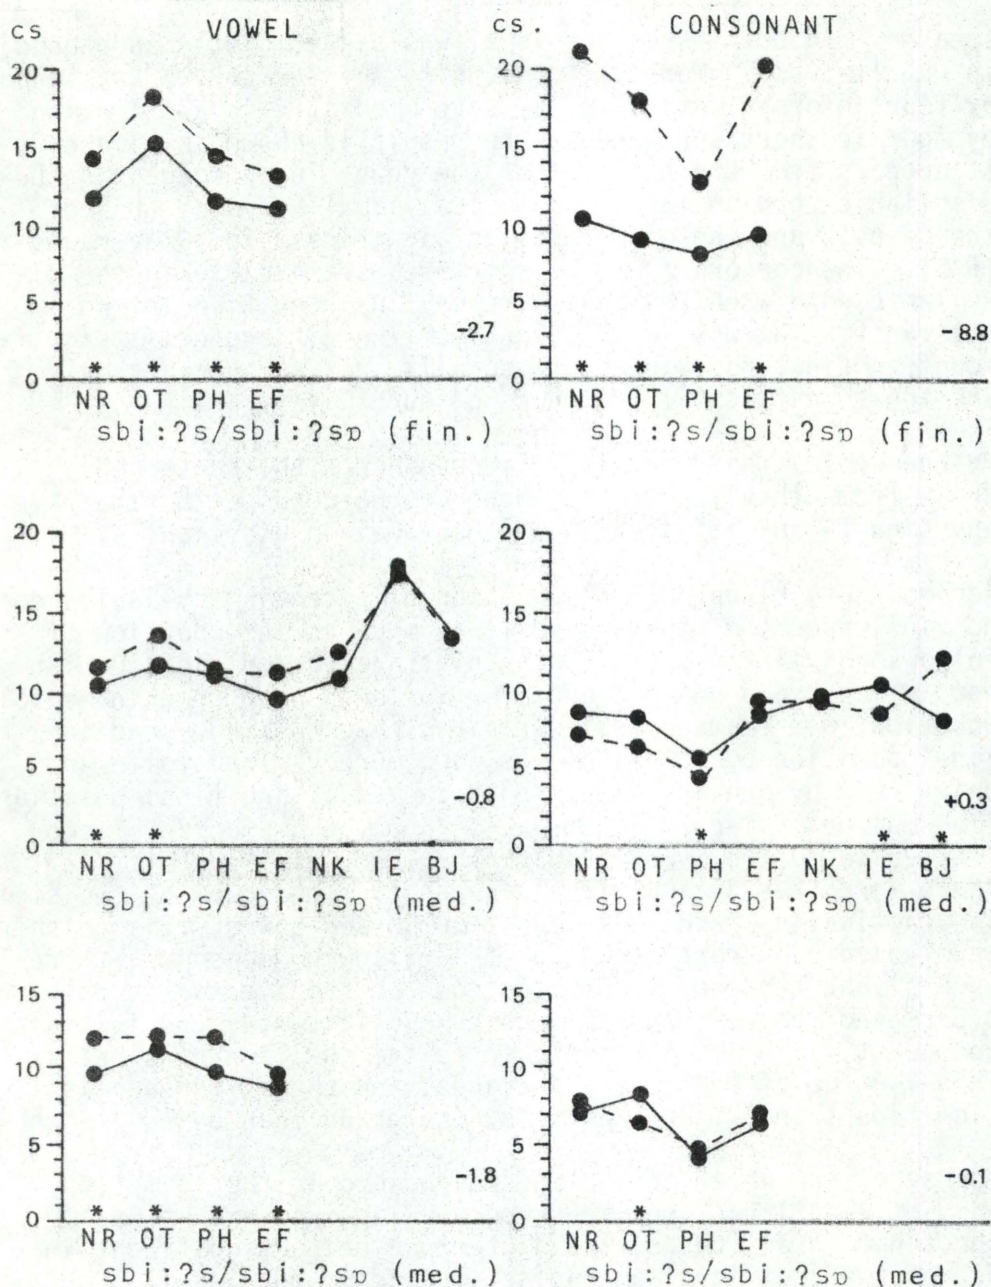 cs VOWEL
20
15
10
5
0
-2.7
* * * *
NR OT PH EF
sbi:?s/sbi:?sɒ (fin.)
cs. CONSONANT
20
15
10
5
0
-8.8
* * * *
NR OT PH EF
sbi:?s/sbi:?sɒ (fin.)
20
15
10
5
0
-0.8
* *
NR OT PH EF NK IE BJ
sbi:?s/sbi:?sɒ (med.)
20
15
10
5
0
+0.3
* * *
NR OT PH EF NK IE BJ
sbi:?s/sbi:?sɒ (med.)
15
10
5
0
-1.8
* * * *
NR OT PH EF
sbi:?s/sbi:?sɒ (med.)
15
10
5
0
-0.1
*
NR OT PH EF
sbi:?s/sbi:?sɒ (med.)